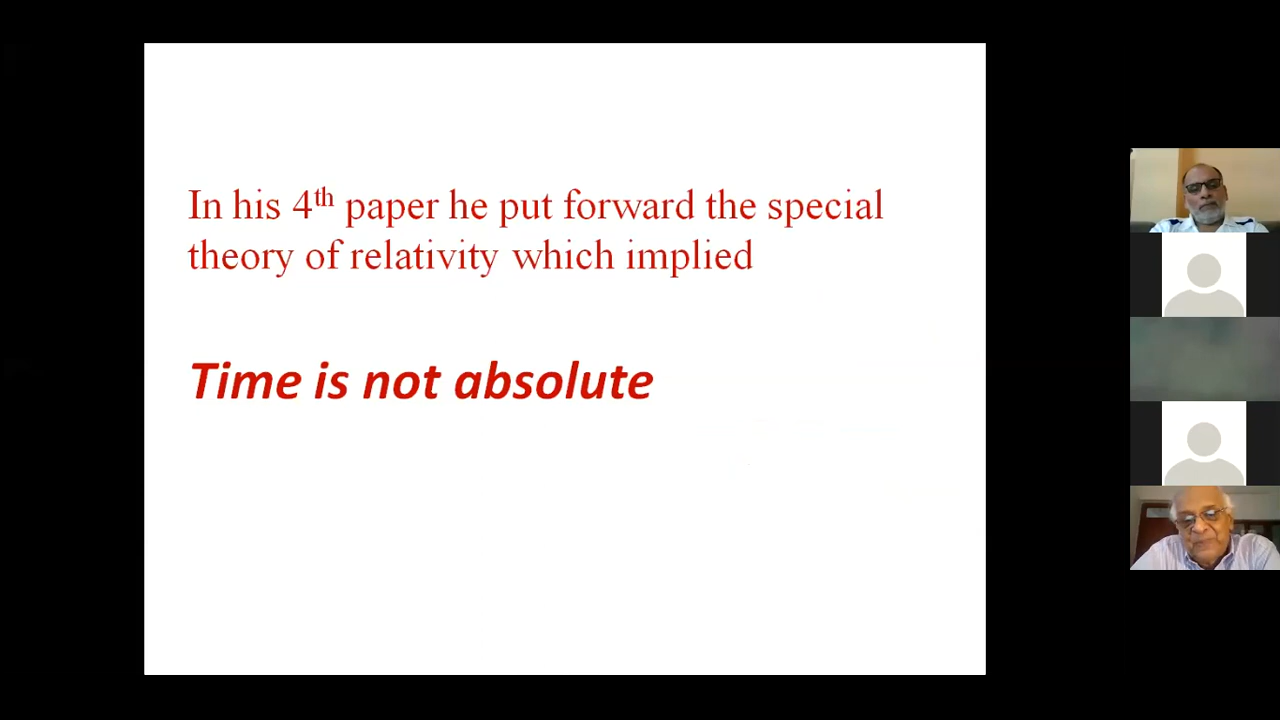 In his 4th paper he put forward the special
theory of relativity which implied
Time is not absolute